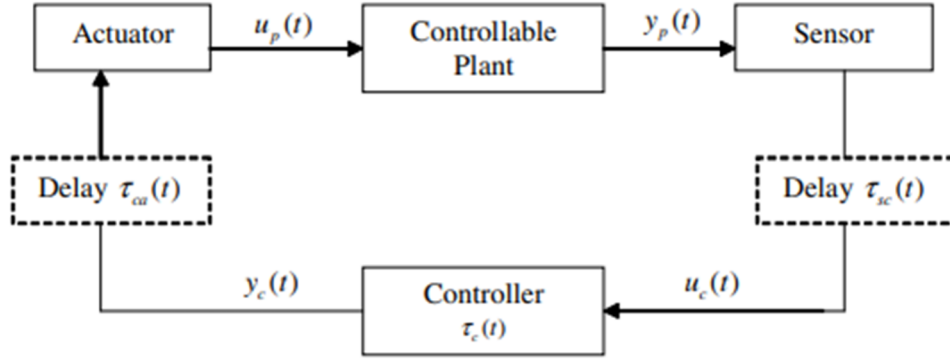 Actuator
u_p(t)
Controllable
Plant
y_p(t)
Sensor
Delay τ_ca(t)
Delay τ_sc(t)
y_c(t)
Controller
τ_c(t)
u_c(t)